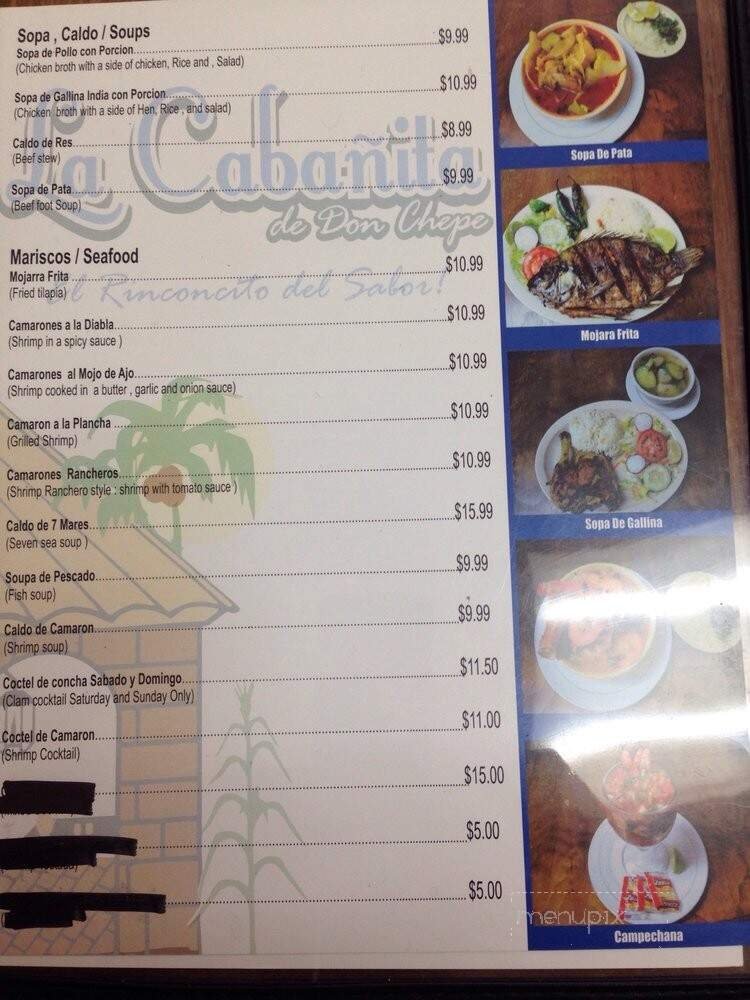 Sopa , Caldo / Soups
Sopa de Pollo con Porcion $9.99
(Chicken broth with a side of chicken, Rice and , Salad)
Sopa de Gallina India con Porcion $10.99
(Chicken broth with a side of Hen, Rice , and salad)
Caldo de Res $8.99
(Beef stew)
Sopa de Pata $9.99
(Beef foot Soup)
La Cabañita
de Don Chepe
El Rinconcito del Sabor!
Mariscos / Seafood
Mojarra Frita $10.99
(Fried tilapia)
Camarones a la Diabla $10.99
(Shrimp in a spicy sauce )
Camarones al Mojo de Ajo $10.99
(Shrimp cooked in a butter , garlic and onion sauce)
Camaron a la Plancha $10.99
(Grilled Shrimp)
Camarones Rancheros $10.99
(Shrimp Ranchero style : shrimp with tomato sauce )
Caldo de 7 Mares $15.99
(Seven sea soup )
Soupa de Pescado $9.99
(Fish soup)
Caldo de Camaron $9.99
(Shrimp soup)
Coctel de concha Sabado y Domingo $11.50
(Clam cocktail Saturday and Sunday Only)
Coctel de Camaron $11.00
(Shrimp Cocktail)
$15.00
$5.00
$5.00
Sopa De Pata
Mojara Frita
Sopa De Gallina
Campechana
menupix